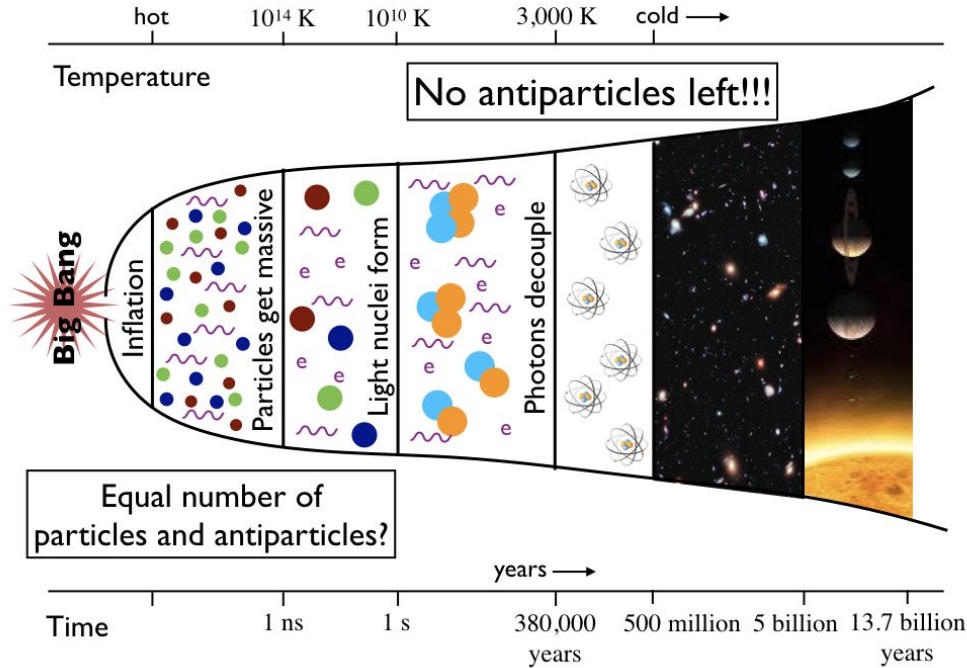 hot 10¹⁴ K 10¹⁰ K 3,000 K cold →
Temperature
No antiparticles left!!!
Big Bang
Inflation
Particles get massive
Light nuclei form
Photons decouple
e
e
e
e
e
e
e
e
Equal number of
particles and antiparticles?
years →
Time 1 ns 1 s 380,000 500 million 5 billion 13.7 billion
years years